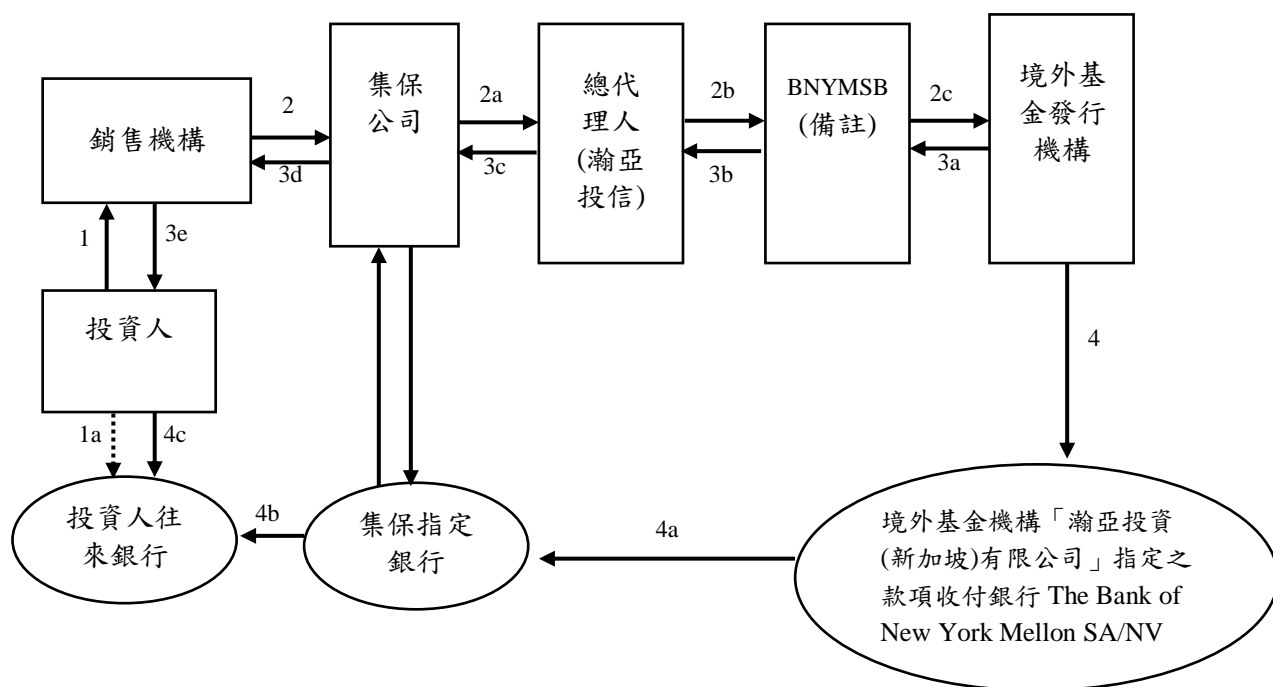 銷售機構
2
3d
集保
公司
2a
3c
總代
理人
(瀚亞
投信)
2b
3b
BNYMSB
(備註)
2c
3a
境外基
金發行
機構
1
3e
投資人
4
1a
4c
投資人往
來銀行
4b
集保指定
銀行
4a
境外基金機構「瀚亞投資
(新加坡)有限公司」指定之
款項收付銀行 The Bank of
New York Mellon SA/NV